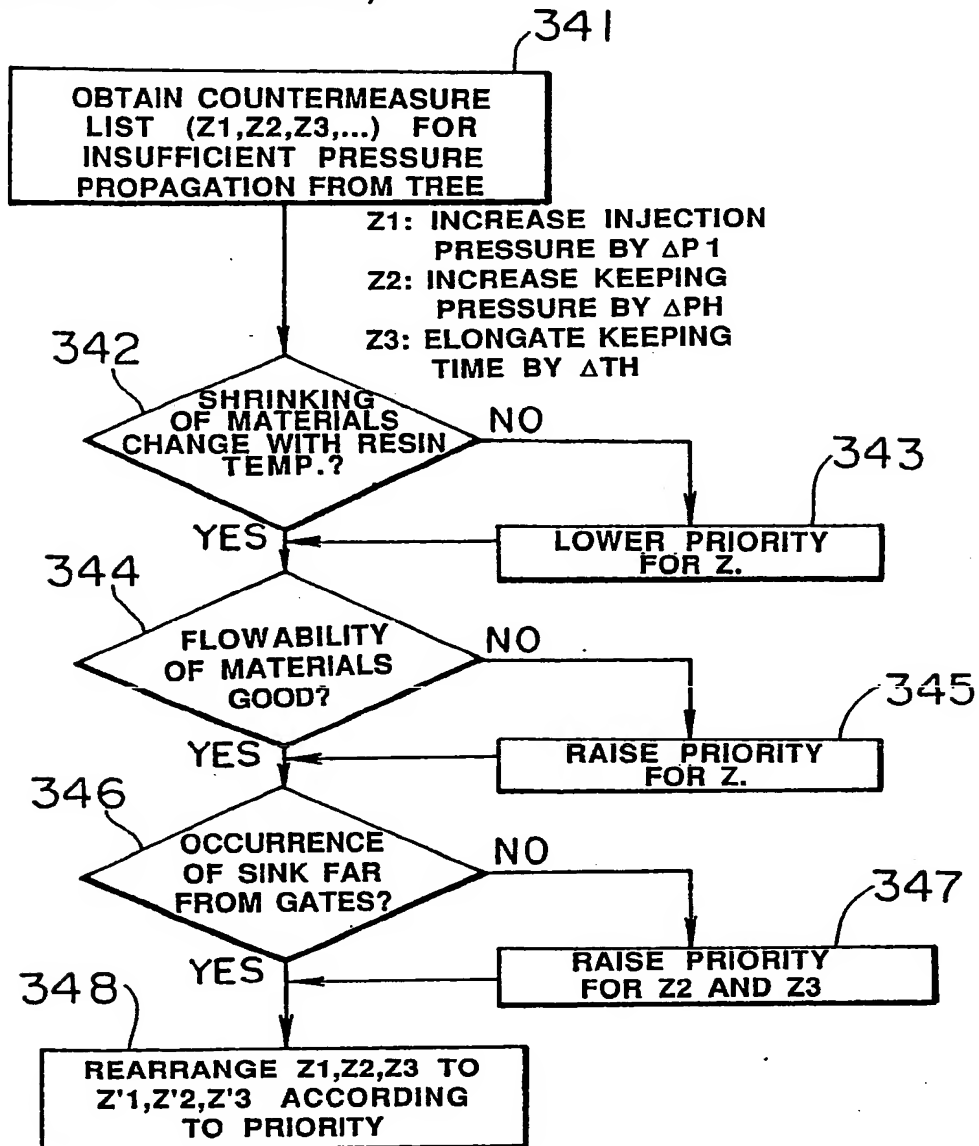 341
OBTAIN COUNTERMEASURE
LIST (Z1,Z2,Z3,...) FOR
INSUFFICIENT PRESSURE
PROPAGATION FROM TREE
Z1: INCREASE INJECTION
PRESSURE BY △P1
Z2: INCREASE KEEPING
PRESSURE BY △PH
Z3: ELONGATE KEEPING
TIME BY △TH
342
SHRINKING
OF MATERIALS
CHANGE WITH RESIN
TEMP.?
NO
343
YES
LOWER PRIORITY
FOR Z.
344
FLOWABILITY
OF MATERIALS
GOOD?
NO
345
YES
RAISE PRIORITY
FOR Z.
346
OCCURRENCE
OF SINK FAR
FROM GATES?
NO
347
YES
RAISE PRIORITY
FOR Z2 AND Z3
348
REARRANGE Z1,Z2,Z3 TO
Z'1,Z'2,Z'3 ACCORDING
TO PRIORITY